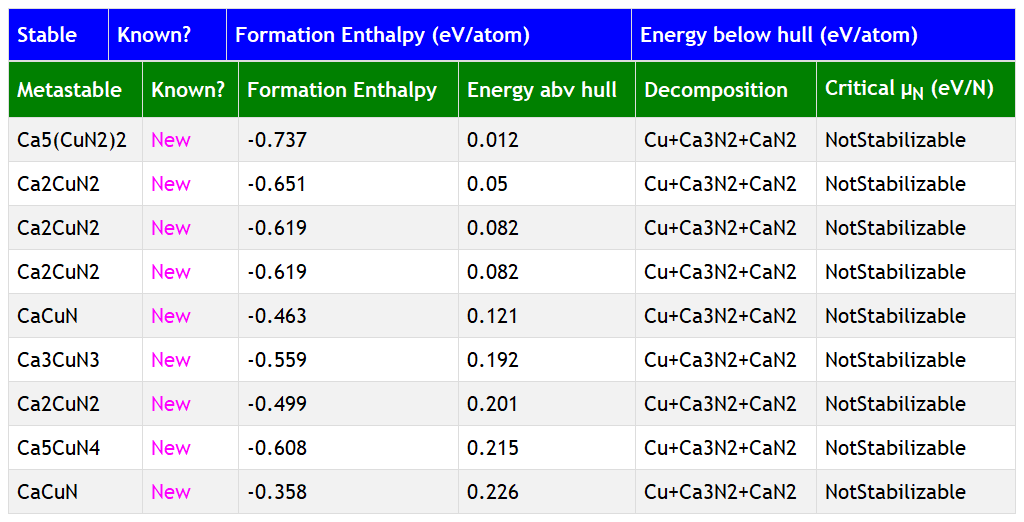 Stable Known? Formation Enthalpy (eV/atom) Energy below hull (eV/atom)
Metastable Known? Formation Enthalpy Energy abv hull Decomposition Critical μN (eV/N)
Ca5(CuN2)2 New -0.737 0.012 Cu+Ca3N2+CaN2 NotStabilizable
Ca2CuN2 New -0.651 0.05 Cu+Ca3N2+CaN2 NotStabilizable
Ca2CuN2 New -0.619 0.082 Cu+Ca3N2+CaN2 NotStabilizable
Ca2CuN2 New -0.619 0.082 Cu+Ca3N2+CaN2 NotStabilizable
CaCuN New -0.463 0.121 Cu+Ca3N2+CaN2 NotStabilizable
Ca3CuN3 New -0.559 0.192 Cu+Ca3N2+CaN2 NotStabilizable
Ca2CuN2 New -0.499 0.201 Cu+Ca3N2+CaN2 NotStabilizable
Ca5CuN4 New -0.608 0.215 Cu+Ca3N2+CaN2 NotStabilizable
CaCuN New -0.358 0.226 Cu+Ca3N2+CaN2 NotStabilizable